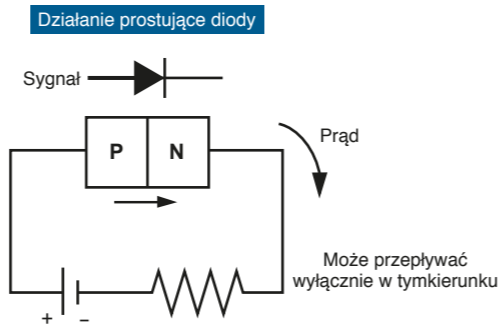 Działanie prostujące diody
Sygnał
P N
Prąd
Może przepływać
wyłącznie w tymkierunku
+ –